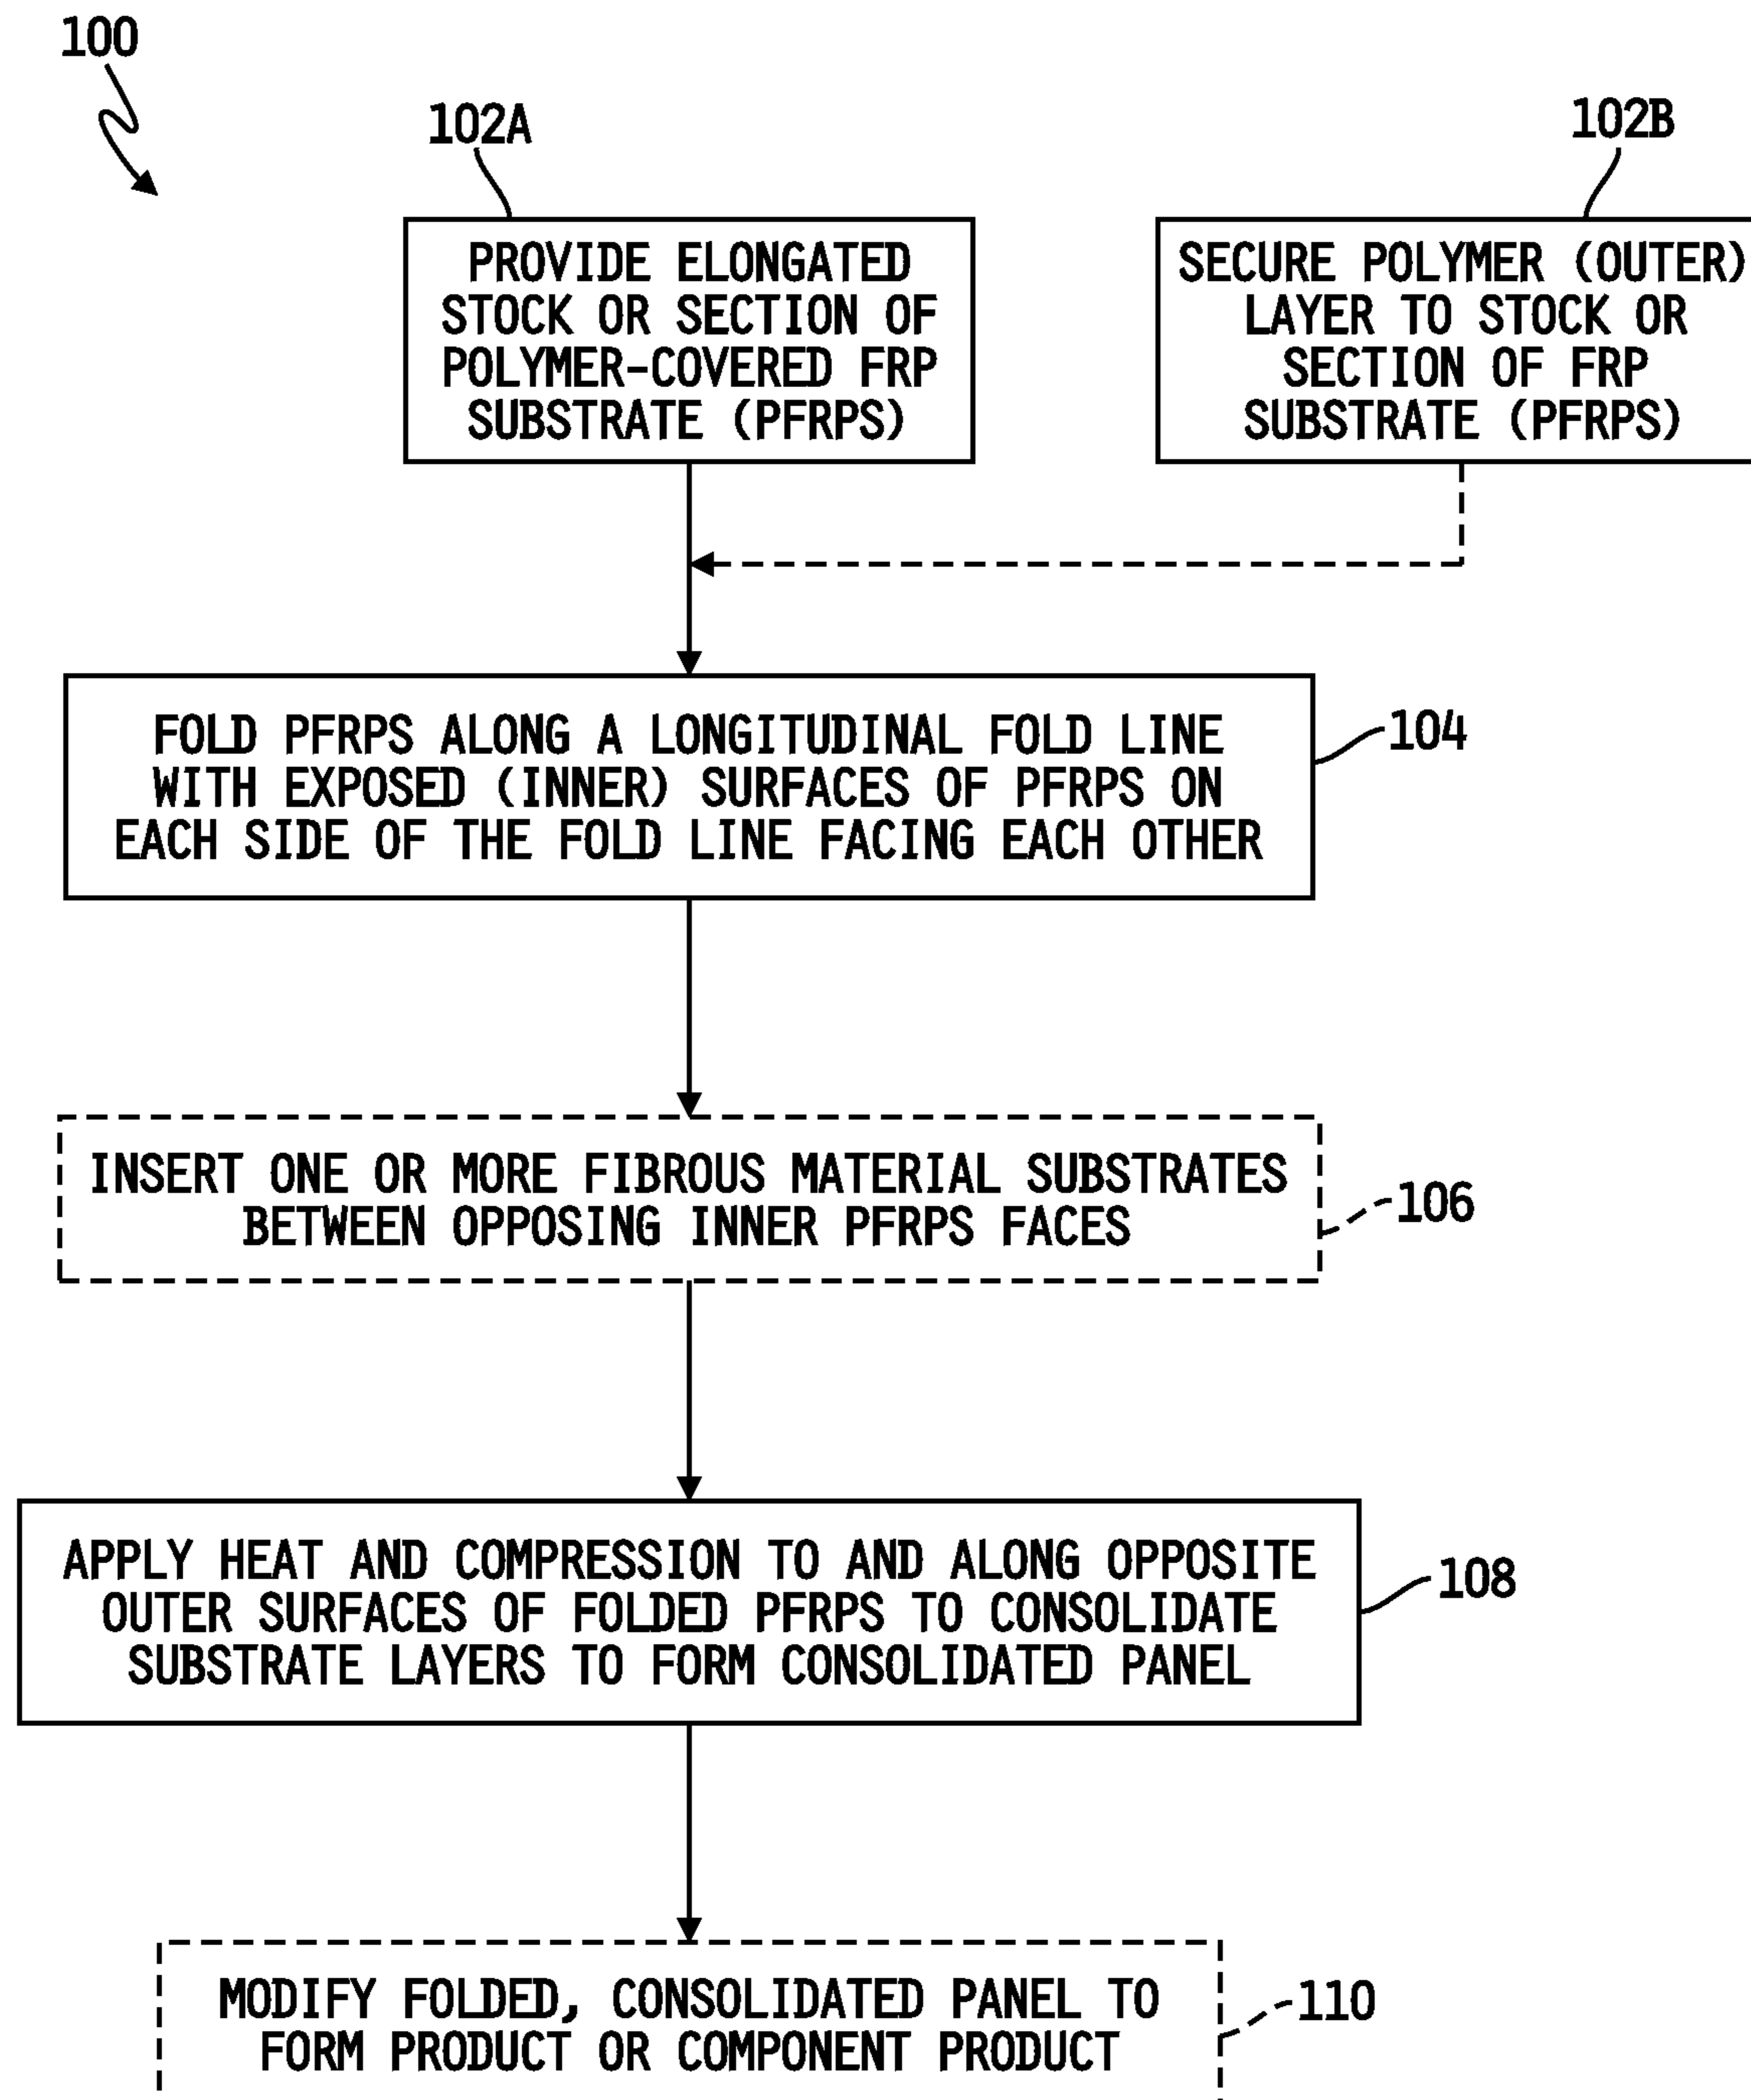 100
102A
102B
PROVIDE ELONGATED
STOCK OR SECTION OF
POLYMER-COVERED FRP
SUBSTRATE (PFRPS)
SECURE POLYMER (OUTER)
LAYER TO STOCK OR
SECTION OF FRP
SUBSTRATE (PFRPS)
FOLD PFRPS ALONG A LONGITUDINAL FOLD LINE
WITH EXPOSED (INNER) SURFACES OF PFRPS ON
EACH SIDE OF THE FOLD LINE FACING EACH OTHER
104
INSERT ONE OR MORE FIBROUS MATERIAL SUBSTRATES
BETWEEN OPPOSING INNER PFRPS FACES
106
APPLY HEAT AND COMPRESSION TO AND ALONG OPPOSITE
OUTER SURFACES OF FOLDED PFRPS TO CONSOLIDATE
SUBSTRATE LAYERS TO FORM CONSOLIDATED PANEL
108
MODIFY FOLDED, CONSOLIDATED PANEL TO
FORM PRODUCT OR COMPONENT PRODUCT
110